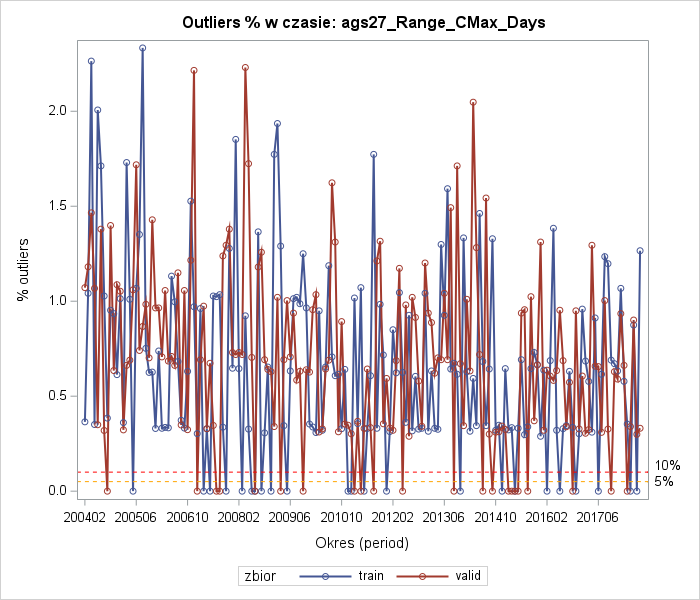 Outliers % w czasie: ags27_Range_CMax_Days
% outliers
2.0
1.5
1.0
0.5
0.0
10%
5%
200402 200506 200610 200802 200906 201010 201202 201306 201410 201602 201706
Okres (period)
zbior train valid